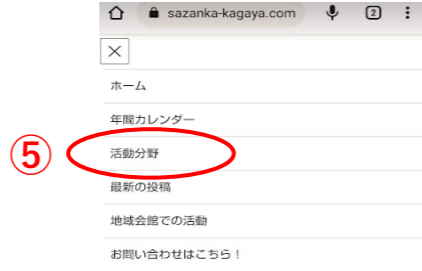 sazanka-kagaya.com 2
ホーム
年間カレンダー
⑤ 活動分野
最新の投稿
地域会館での活動
お問い合わせはこちら！